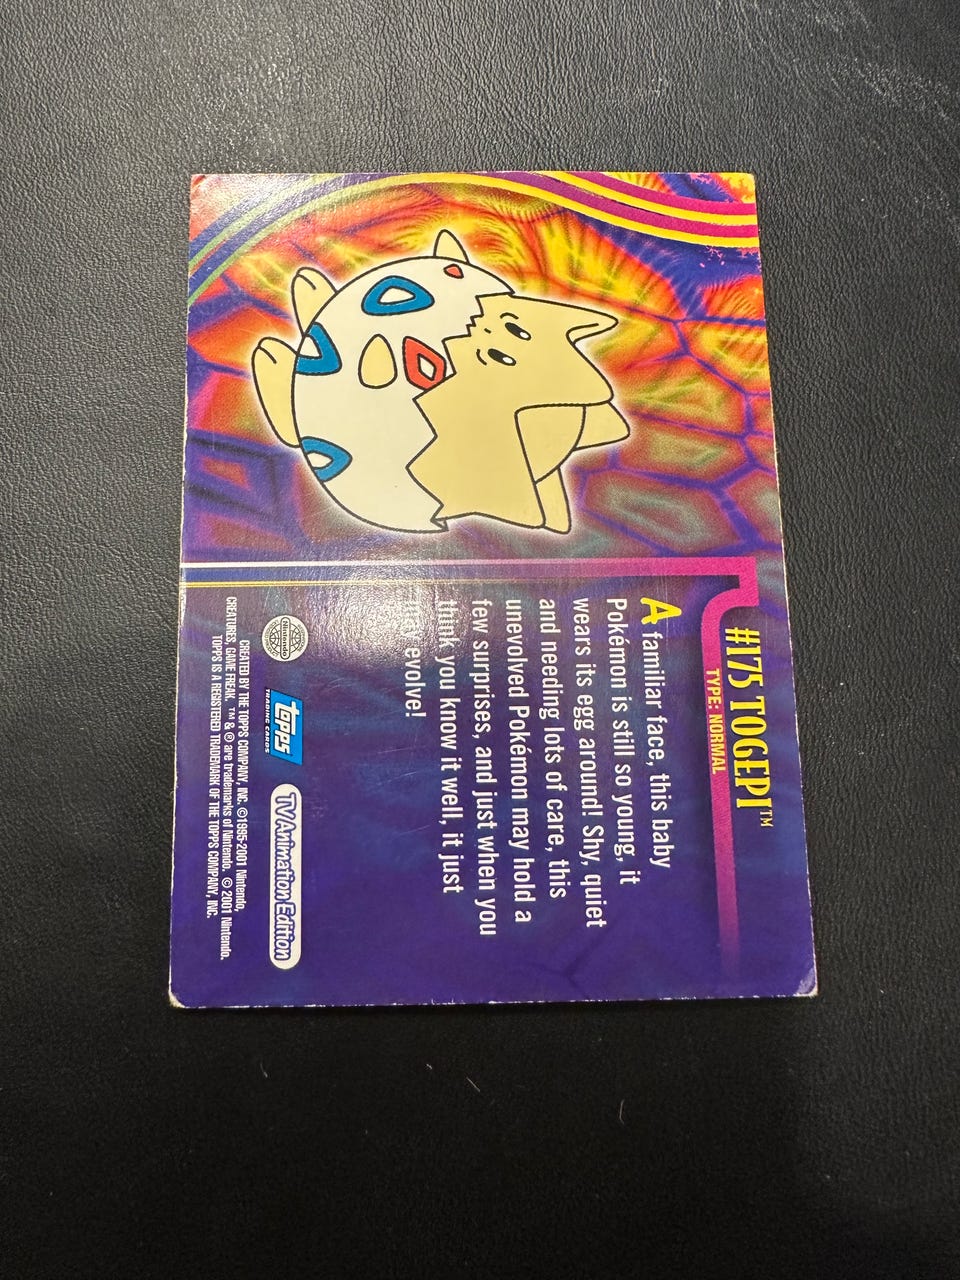 #175 TOGEPI™
TYPE: NORMAL
A familiar face, this baby
Pokémon is still so young, it
wears its egg around! Shy, quiet
and needing lots of care, this
unevolved Pokémon may hold a
few surprises, and just when you
think you know it well, it just
may evolve!
Nintendo
topps
TRADING CARDS
TV Animation Edition
CREATED BY THE TOPPS COMPANY, INC. ©1995-2001 Nintendo,
CREATURES, GAME FREAK. ™ & ® are trademarks of Nintendo. © 2001 Nintendo.
TOPPS IS A REGISTERED TRADEMARK OF THE TOPPS COMPANY, INC.